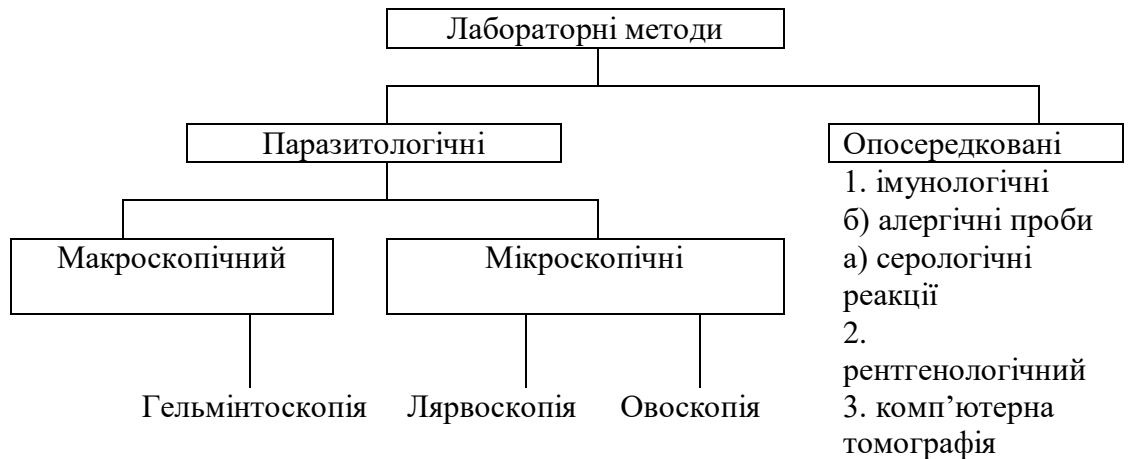 Лабораторні методи
Паразитологічні
Опосередковані
1. імунологічні
б) алергічні проби
а) серологічні
реакції
2.
рентгенологічний
3. комп’ютерна
томографія
Макроскопічний
Мікроскопічні
Гельмінтоскопія
Лярвоскопія
Овоскопія